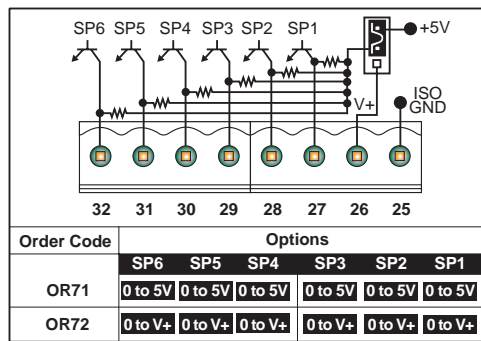 SP6 SP5 SP4 SP3 SP2 SP1
+5V
V+
ISO
GND
32 31 30 29 28 27 26 25
Order Code Options
SP6 SP5 SP4 SP3 SP2 SP1
OR71 0 to 5V 0 to 5V 0 to 5V 0 to 5V 0 to 5V 0 to 5V
OR72 0 to V+ 0 to V+ 0 to V+ 0 to V+ 0 to V+ 0 to V+